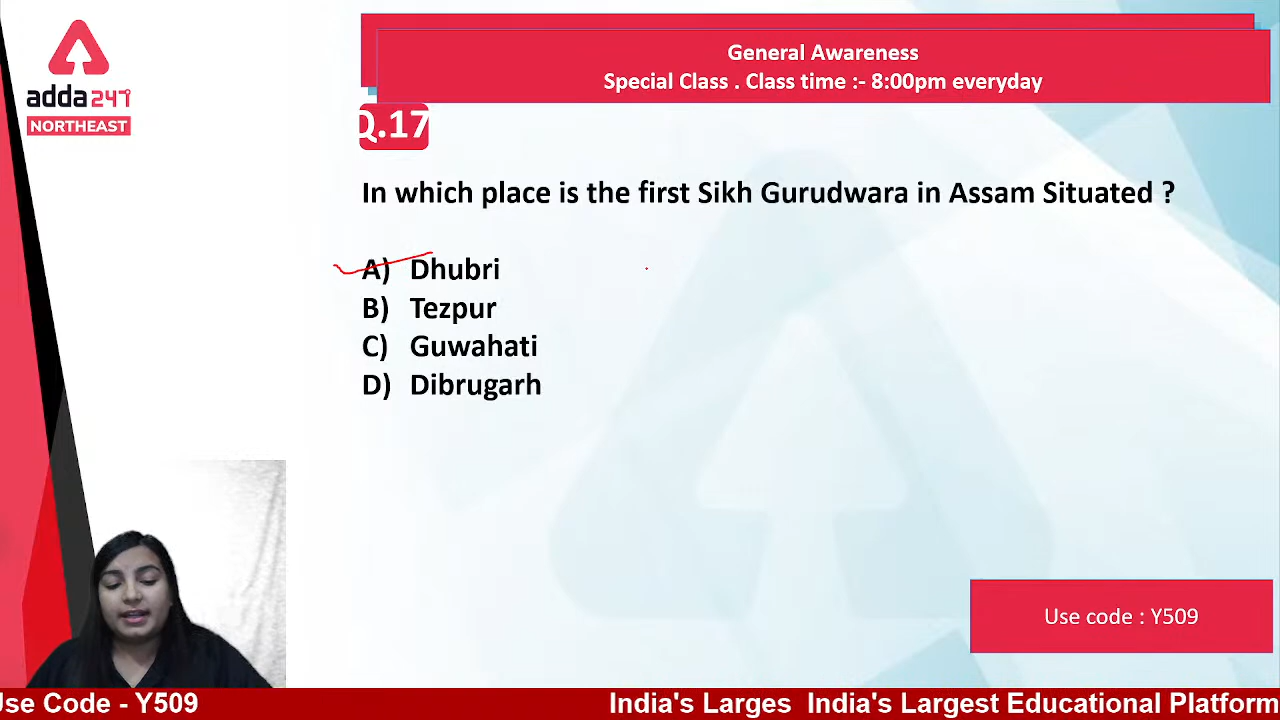 General Awareness
Special Class . Class time :- 8:00pm everyday
adda247
NORTHEAST
Q.17
In which place is the first Sikh Gurudwara in Assam Situated ?
A) Dhubri
B) Tezpur
C) Guwahati
D) Dibrugarh
Use code : Y509
Use Code - Y509 India's Larges India's Largest Educational Platform